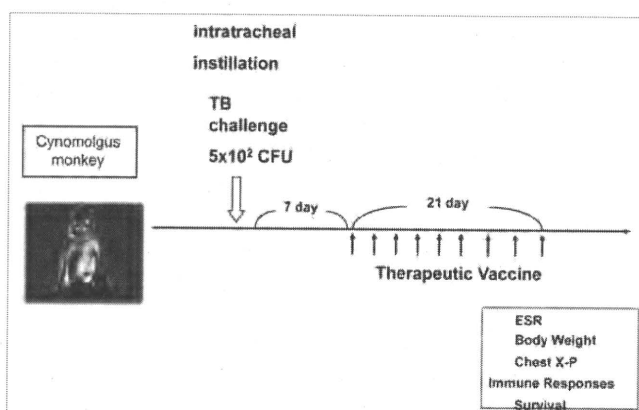 intratracheal
instillation
TB
challenge
5x10² CFU
Cynomolgus
monkey
7 day
21 day
Therapeutic Vaccine
ESR
Body Weight
Chest X-P
Immune Responses
Survival